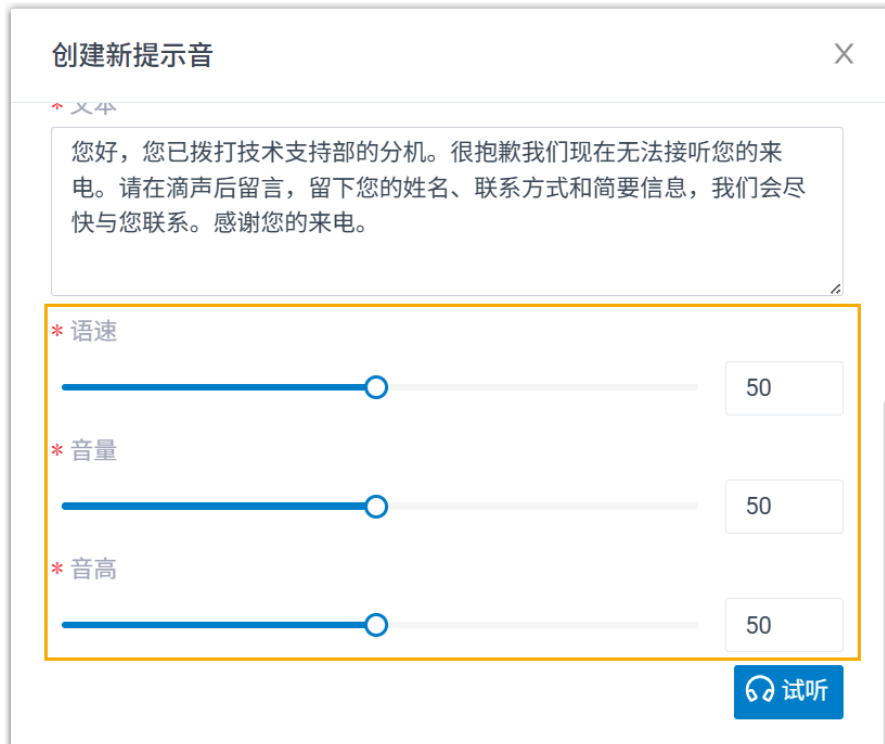 创建新提示音
* 文本
您好，您已拨打技术支持部的分机。很抱歉我们现在无法接听您的来
电。请在滴声后留言，留下您的姓名、联系方式和简要信息，我们会尽
快与您联系。感谢您的来电。
* 语速
50
* 音量
50
* 音高
50
试听